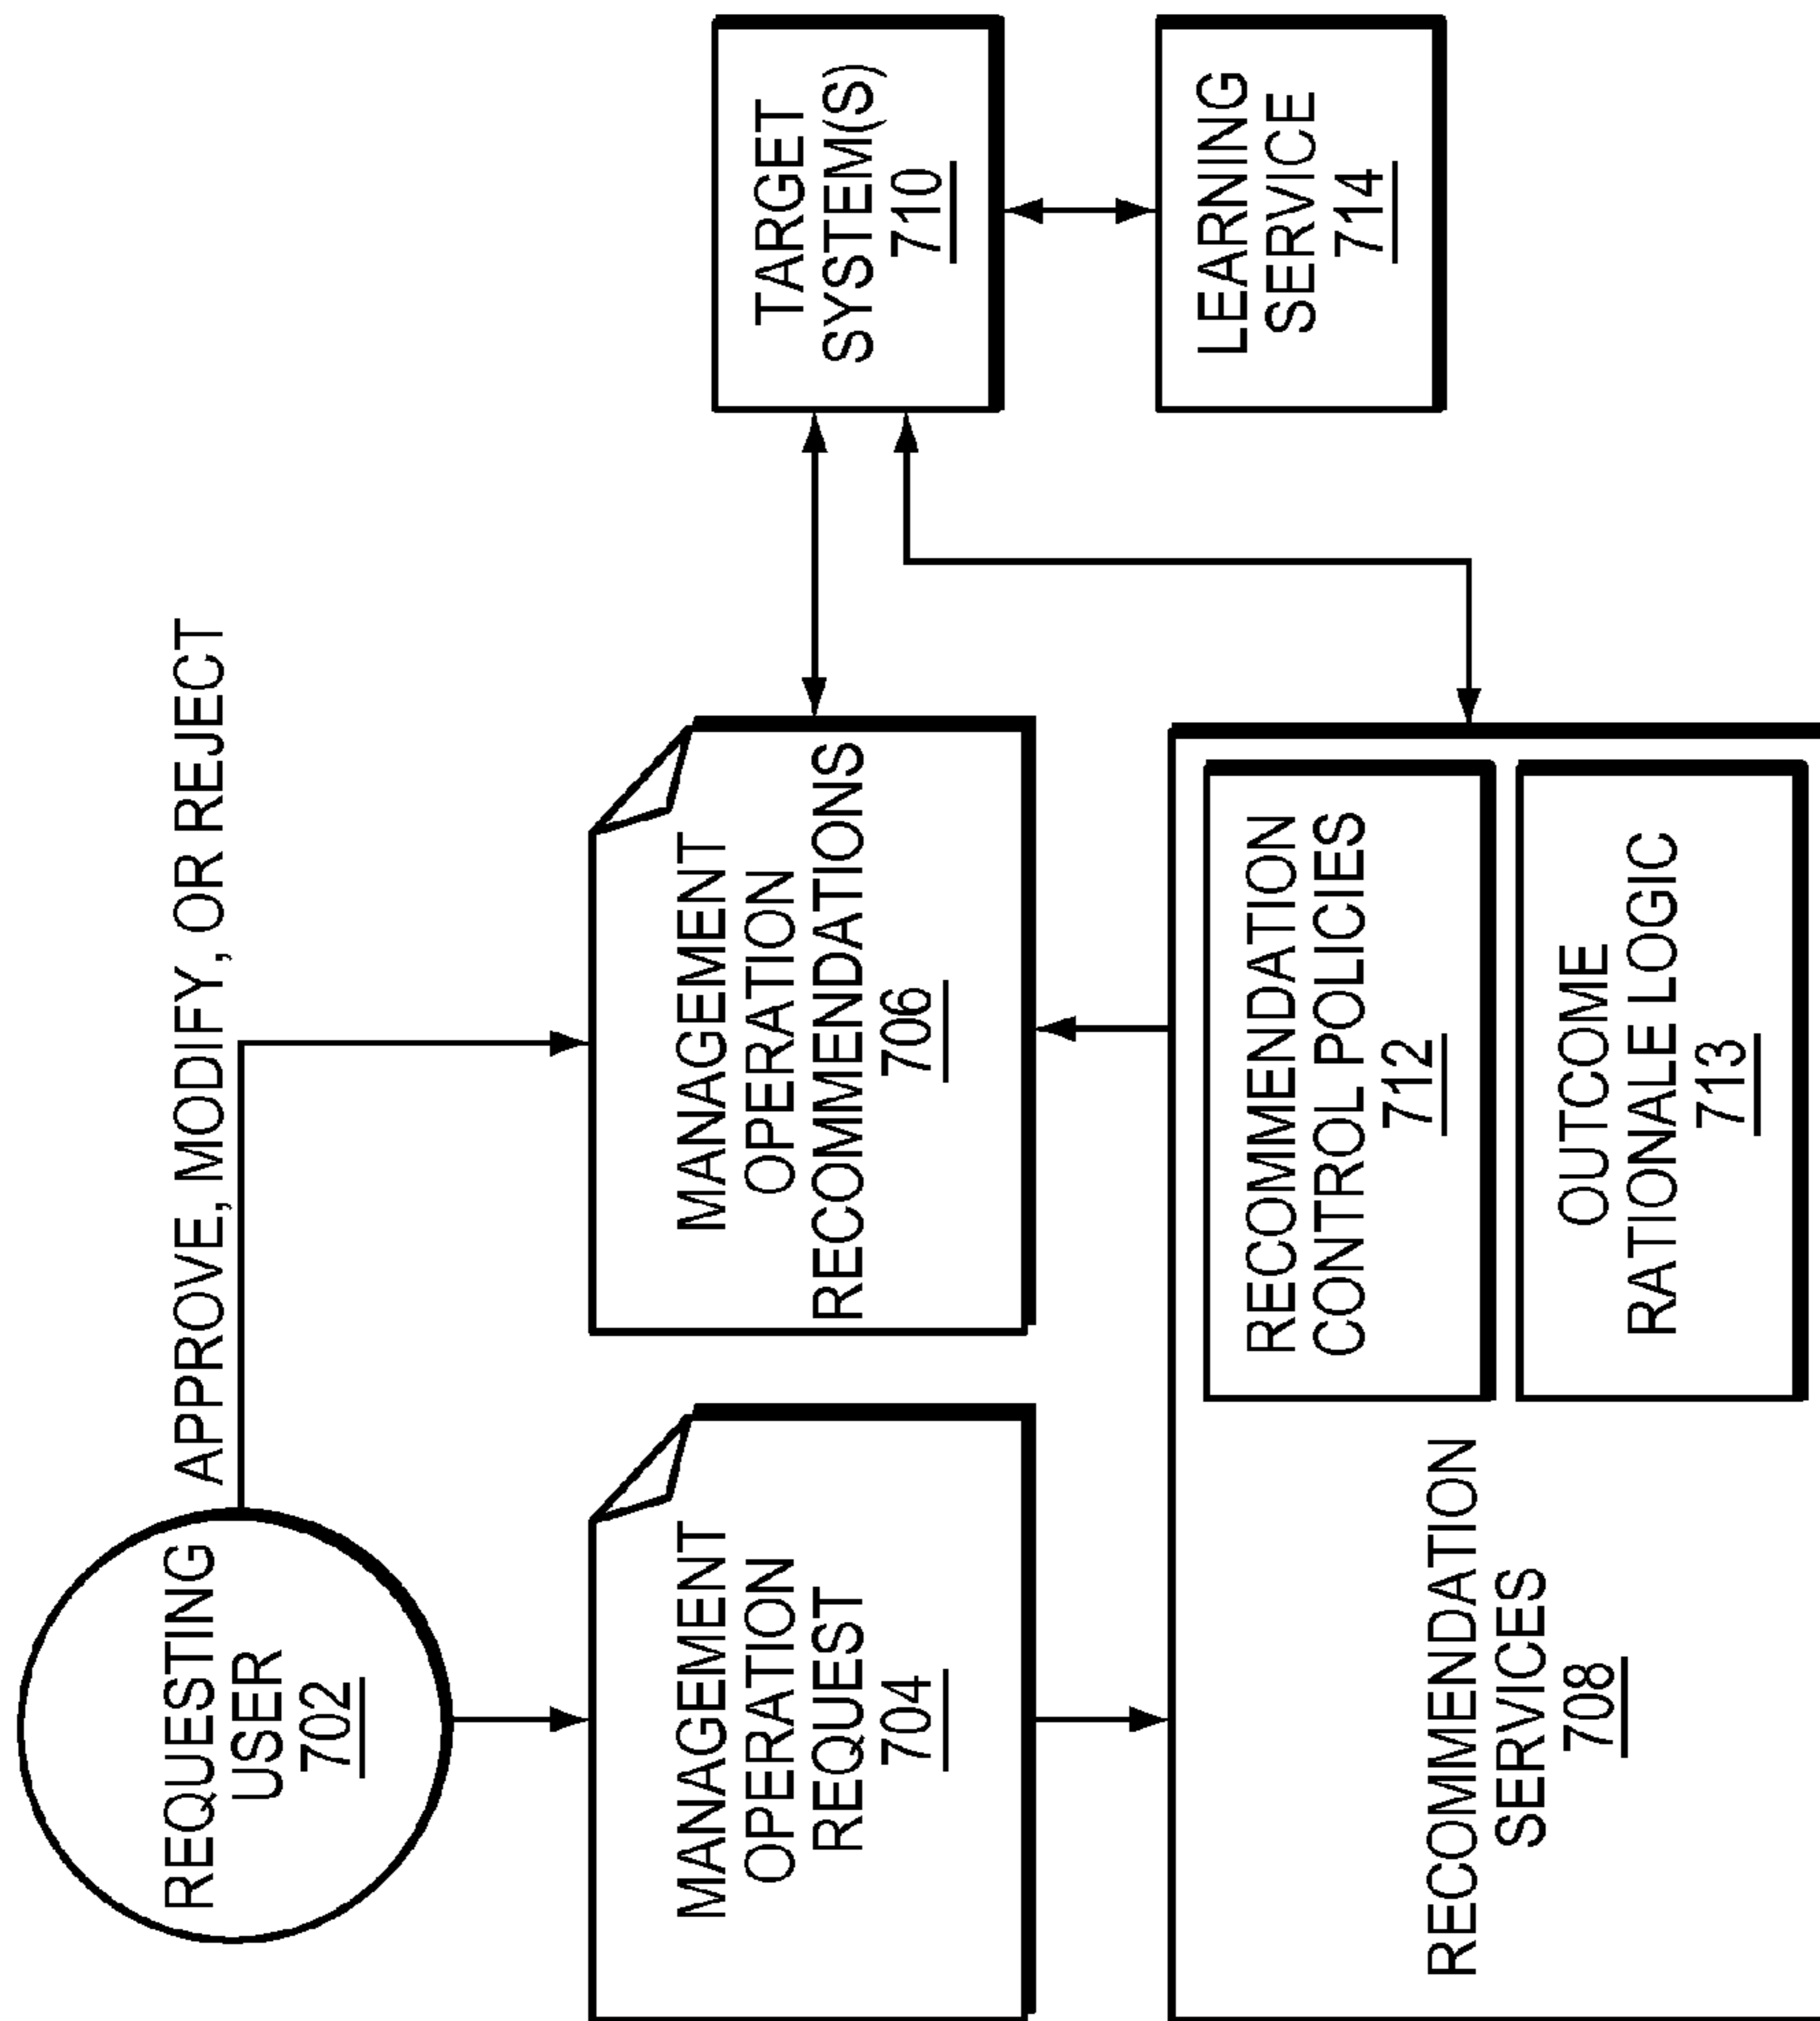 REQUESTING
USER
702
APPROVE, MODIFY, OR REJECT
MANAGEMENT
OPERATION
REQUEST
704
MANAGEMENT
OPERATION
RECOMMENDATIONS
706
TARGET
SYSTEM(S)
710
LEARNING
SERVICE
714
RECOMMENDATION
SERVICES
708
RECOMMENDATION
CONTROL POLICIES
712
OUTCOME
RATIONALE LOGIC
713